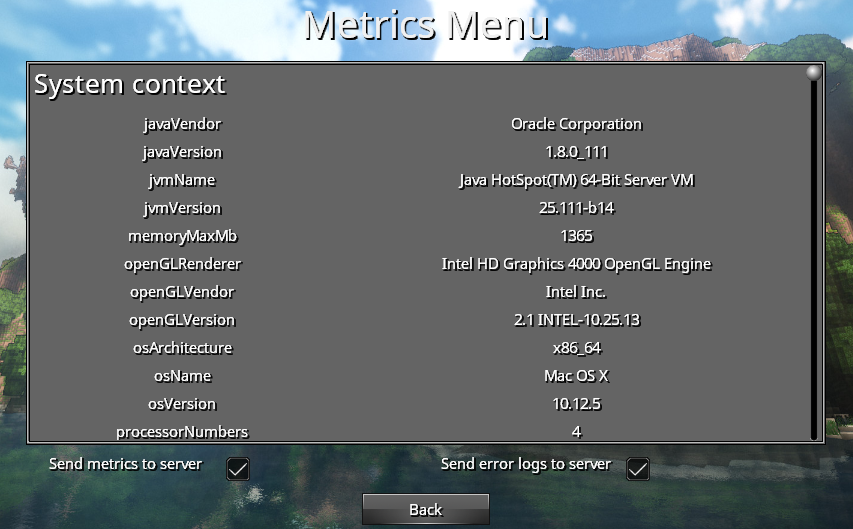 Metrics Menu
System context
javaVendor Oracle Corporation
javaVersion 1.8.0_111
jvmName Java HotSpot(TM) 64-Bit Server VM
jvmVersion 25.111-b14
memoryMaxMb 1365
openGLRenderer Intel HD Graphics 4000 OpenGL Engine
openGLVendor Intel Inc.
openGLVersion 2.1 INTEL-10.25.13
osArchitecture x86_64
osName Mac OS X
osVersion 10.12.5
processorNumbers 4
Send metrics to server Send error logs to server
Back